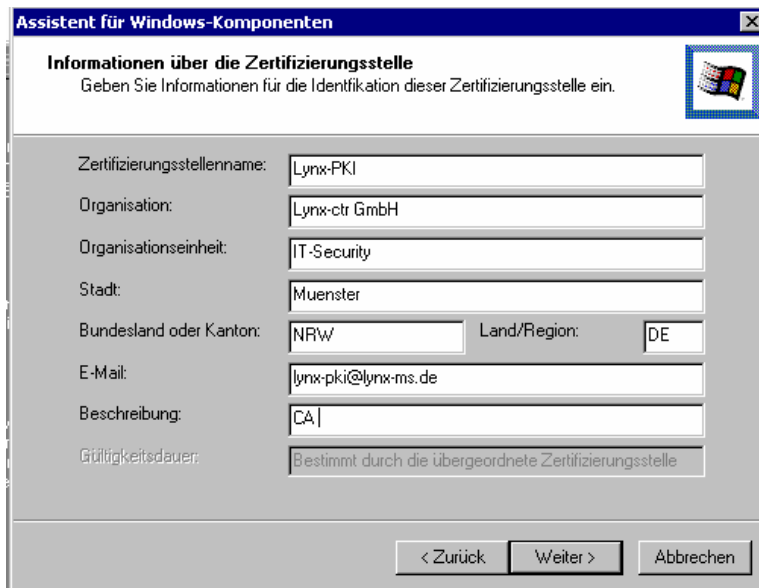 Assistent für Windows-Komponenten
Informationen über die Zertifizierungsstelle
Geben Sie Informationen für die Identfikation dieser Zertifizierungsstelle ein.
Zertifizierungsstellenname: Lynx-PKI
Organisation: Lynx-ctr GmbH
Organisationseinheit: IT-Security
Stadt: Muenster
Bundesland oder Kanton: NRW Land/Region: DE
E-Mail: lynx-pki@lynx-ms.de
Beschreibung: CA
Gültigkeitsdauer: Bestimmt durch die übergeordnete Zertifizierungsstelle
< Zurück Weiter > Abbrechen